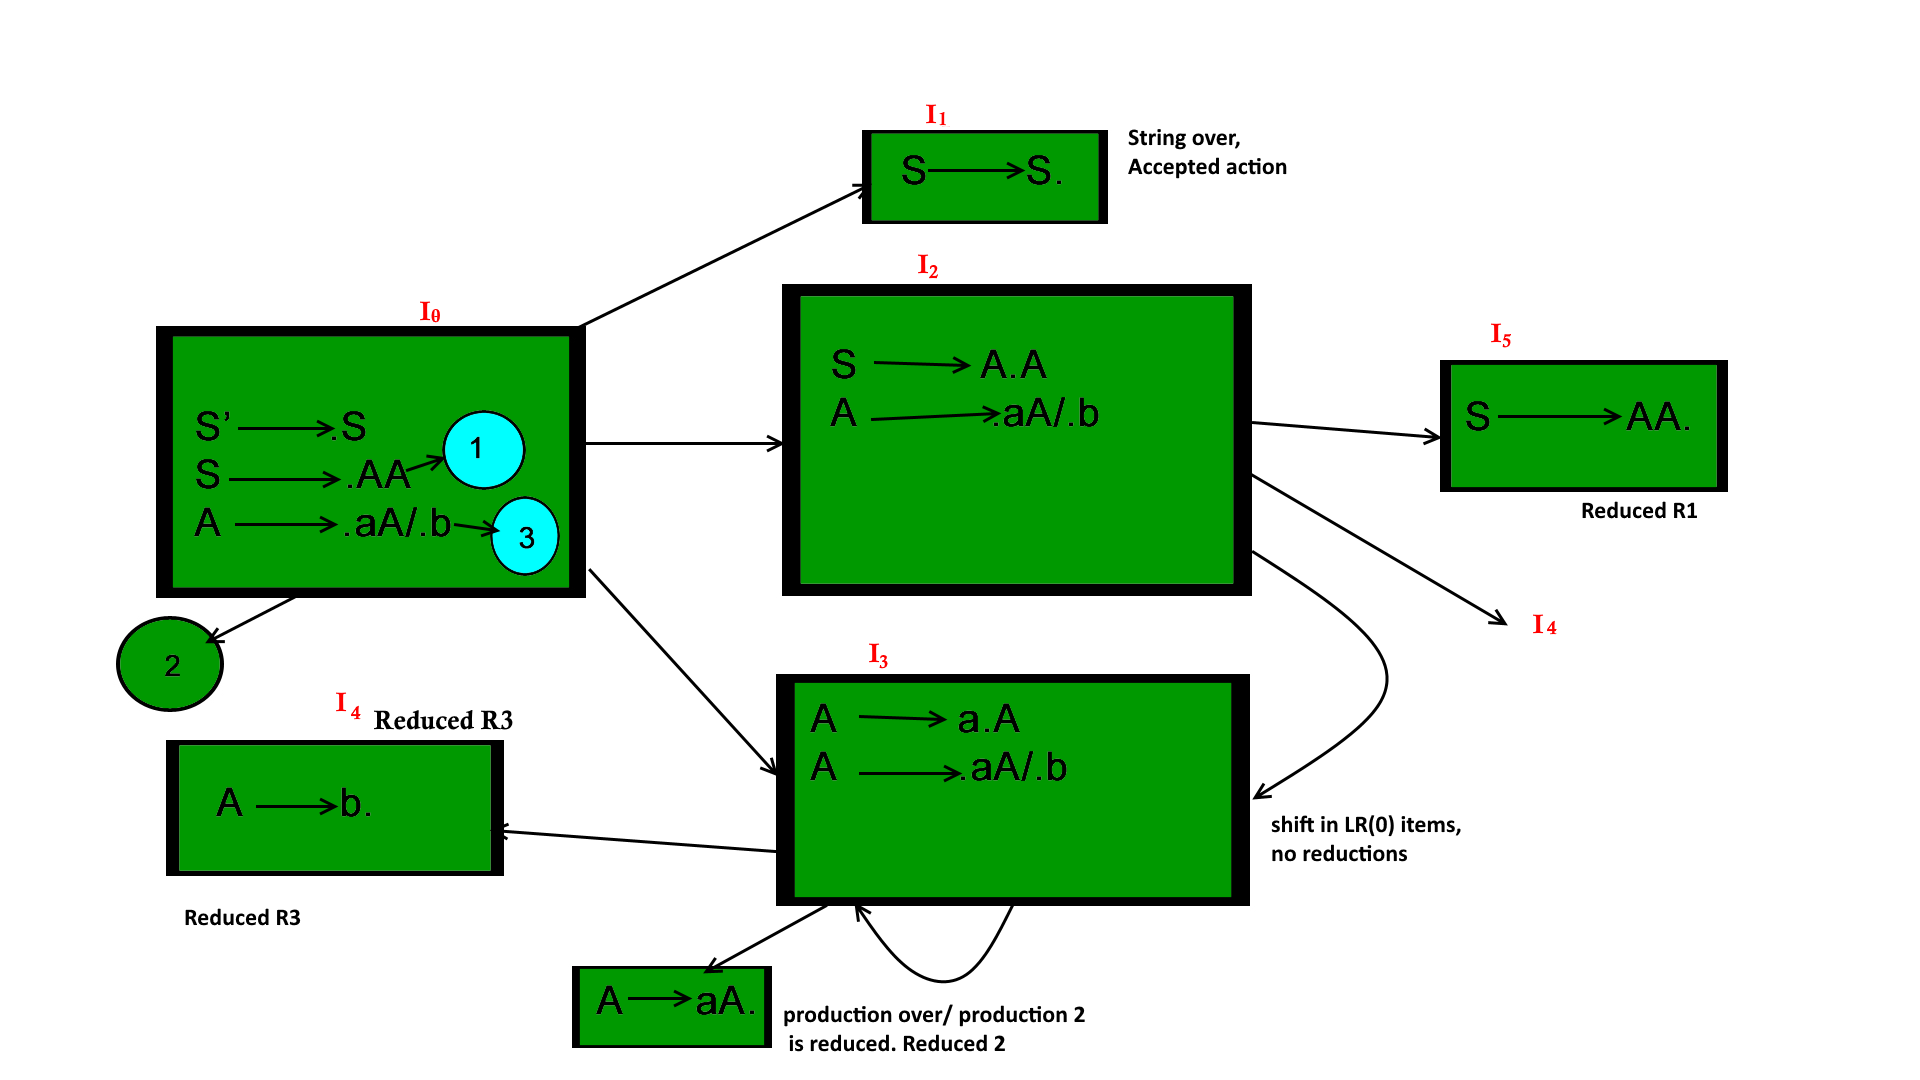 I₁
S→S.
String over,
Accepted action
I₂
S → A.A
A →.aA/.b
I₀
S’ →.S
S → .AA 1
A → .aA/.b 3
2
I₅
S → AA.
Reduced R1
I₄
I₃
A → a.A
A →.aA/.b
shift in LR(0) items,
no reductions
I₄ Reduced R3
A →b.
Reduced R3
A→aA.
production over/ production 2
is reduced. Reduced 2